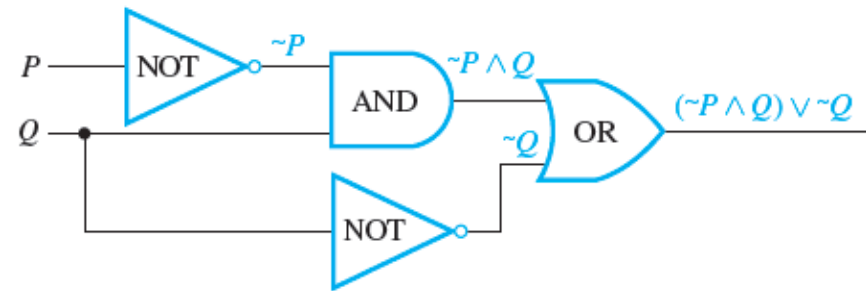 ~P
P NOT
~P ∧ Q
AND
(~P ∧ Q) ∨ ~Q
Q
~Q OR
NOT